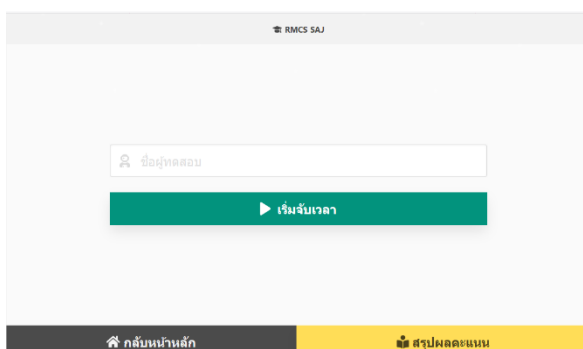 RMCS SAJ
ชื่อผู้ทดสอบ
เริ่มจับเวลา
กลับหน้าหลัก
สรุปผลคะแนน